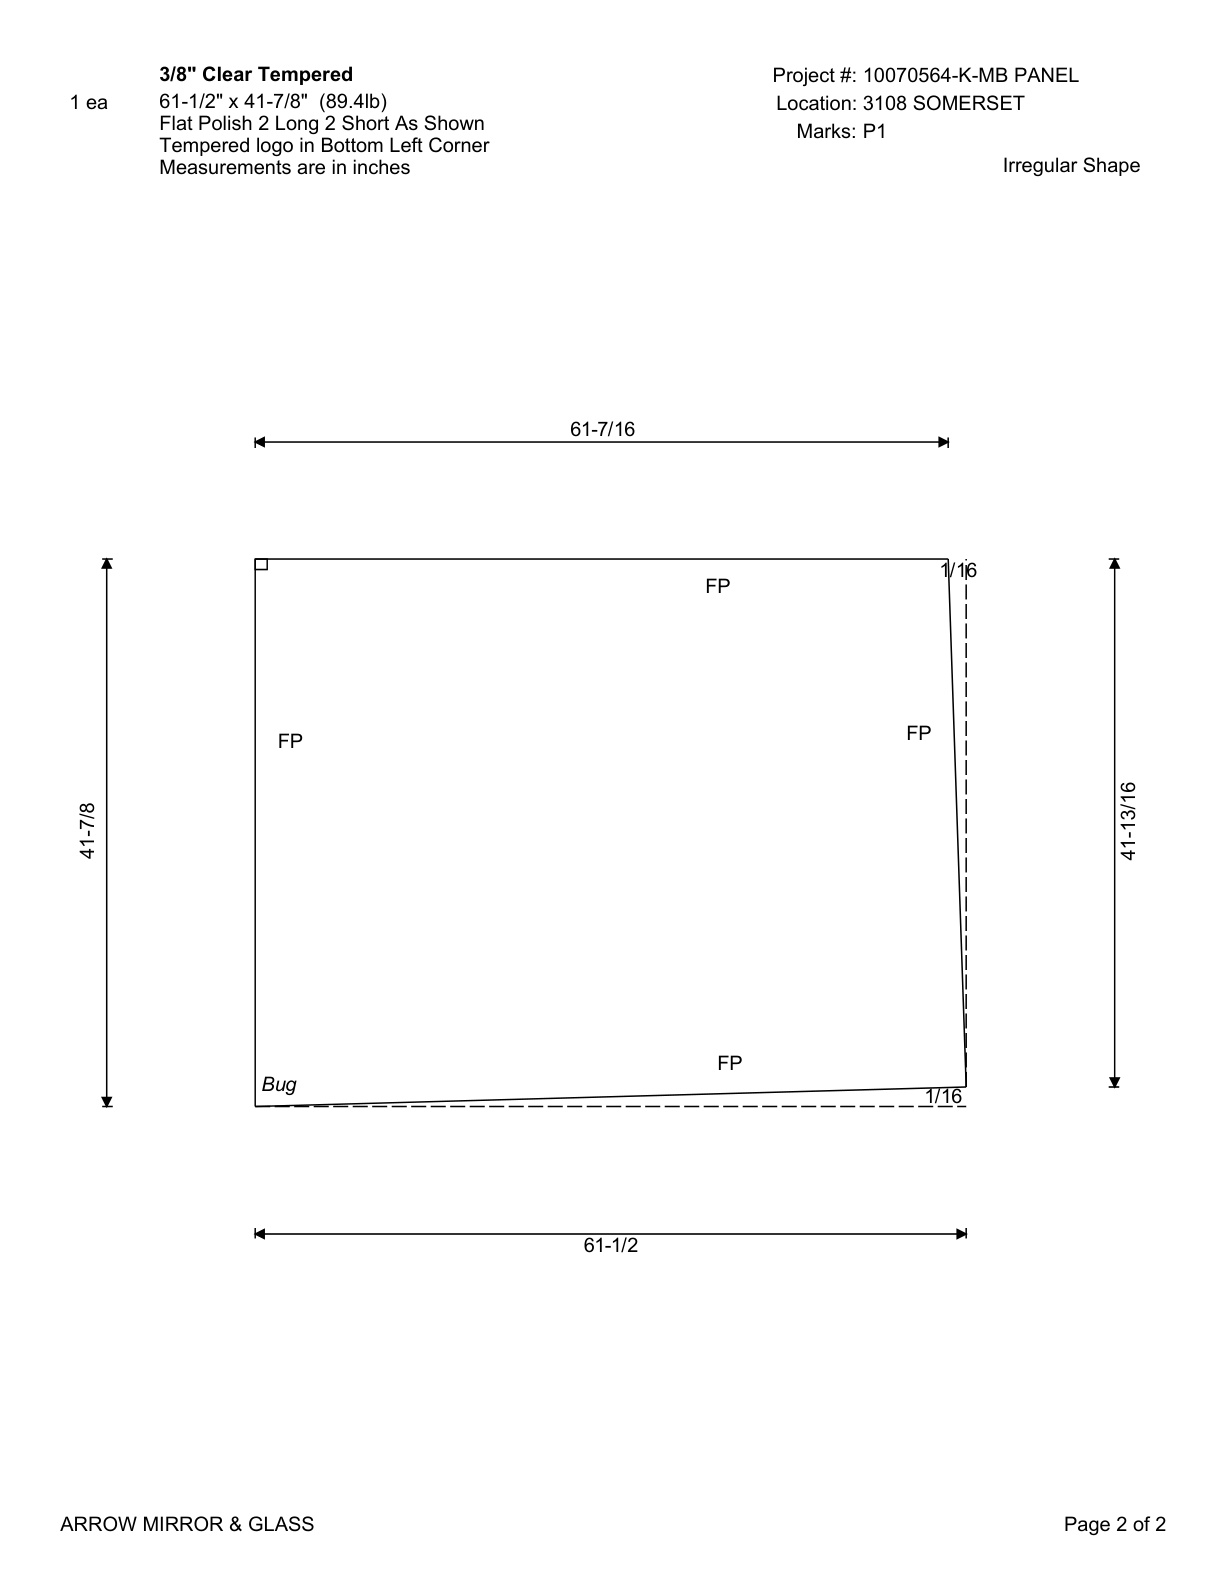 3/8" Clear Tempered
1 ea
61-1/2" x 41-7/8" (89.4lb)
Flat Polish 2 Long 2 Short As Shown
Tempered logo in Bottom Left Corner
Measurements are in inches
Project #: 10070564-K-MB PANEL
Location: 3108 SOMERSET
Marks: P1
Irregular Shape
61-7/16
1/16
FP
FP
FP
41-7/8
41-13/16
FP
Bug
1/16
61-1/2
ARROW MIRROR & GLASS
Page 2 of 2